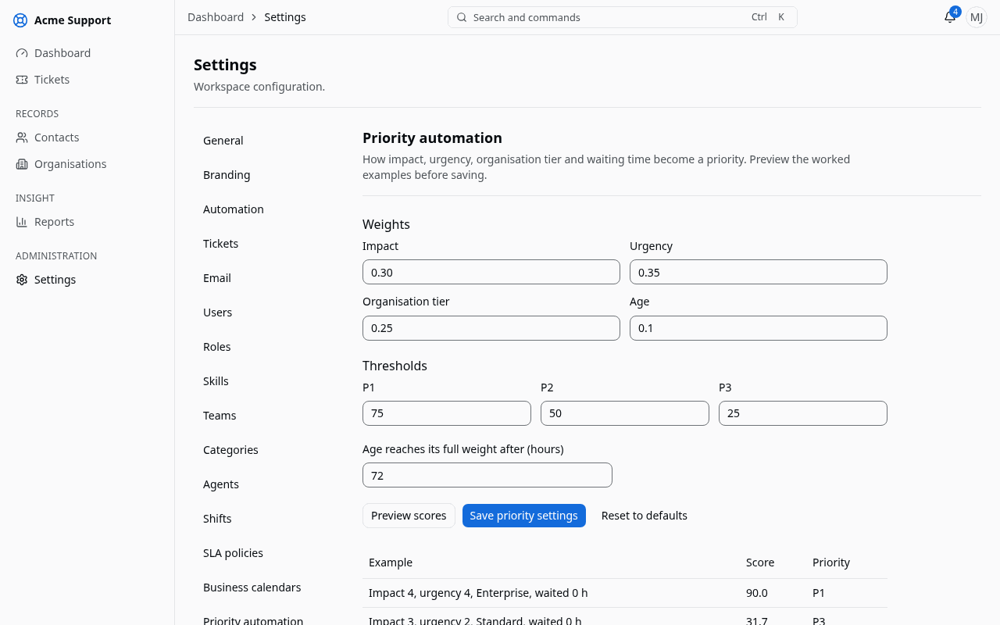 Acme Support
Dashboard
Tickets
RECORDS
Contacts
Organisations
INSIGHT
Reports
ADMINISTRATION
Settings
Dashboard > Settings
Search and commands Ctrl K
4
MJ
Settings
Workspace configuration.
General
Branding
Automation
Tickets
Email
Users
Roles
Skills
Teams
Categories
Agents
Shifts
SLA policies
Business calendars
Priority automation
Priority automation
How impact, urgency, organisation tier and waiting time become a priority. Preview the worked
examples before saving.
Weights
Impact Urgency
0.30 0.35
Organisation tier Age
0.25 0.1
Thresholds
P1 P2 P3
75 50 25
Age reaches its full weight after (hours)
72
Preview scores Save priority settings Reset to defaults
Example Score Priority
Impact 4, urgency 4, Enterprise, waited 0 h 90.0 P1
Impact 3, urgency 2, Standard, waited 0 h 31.7 P3